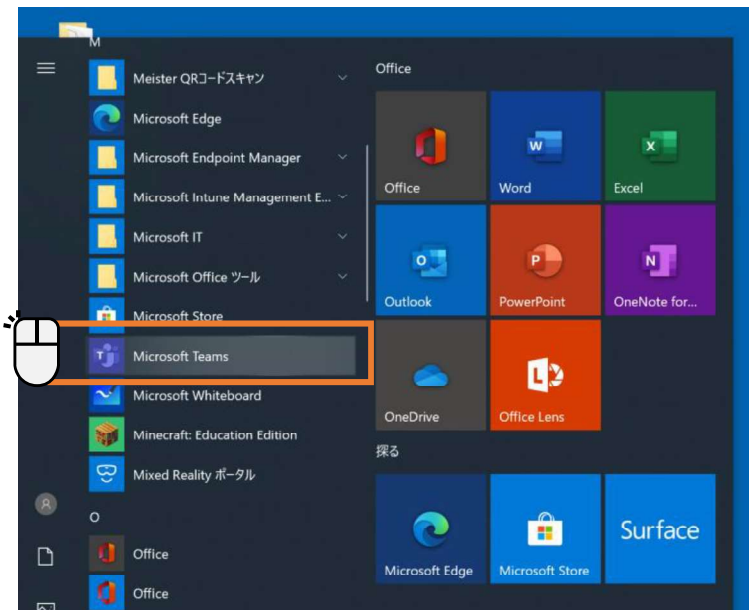 M
Meister QRコードスキャン
Microsoft Edge
Microsoft Endpoint Manager
Microsoft Intune Management E...
Microsoft IT
Microsoft Office ツール
Microsoft Store
Microsoft Teams
Microsoft Whiteboard
Minecraft: Education Edition
Mixed Reality ポータル
O
Office
Office
Office
Office
Word
Excel
Outlook
PowerPoint
OneNote for...
OneDrive
Office Lens
探る
Microsoft Edge
Microsoft Store
Surface